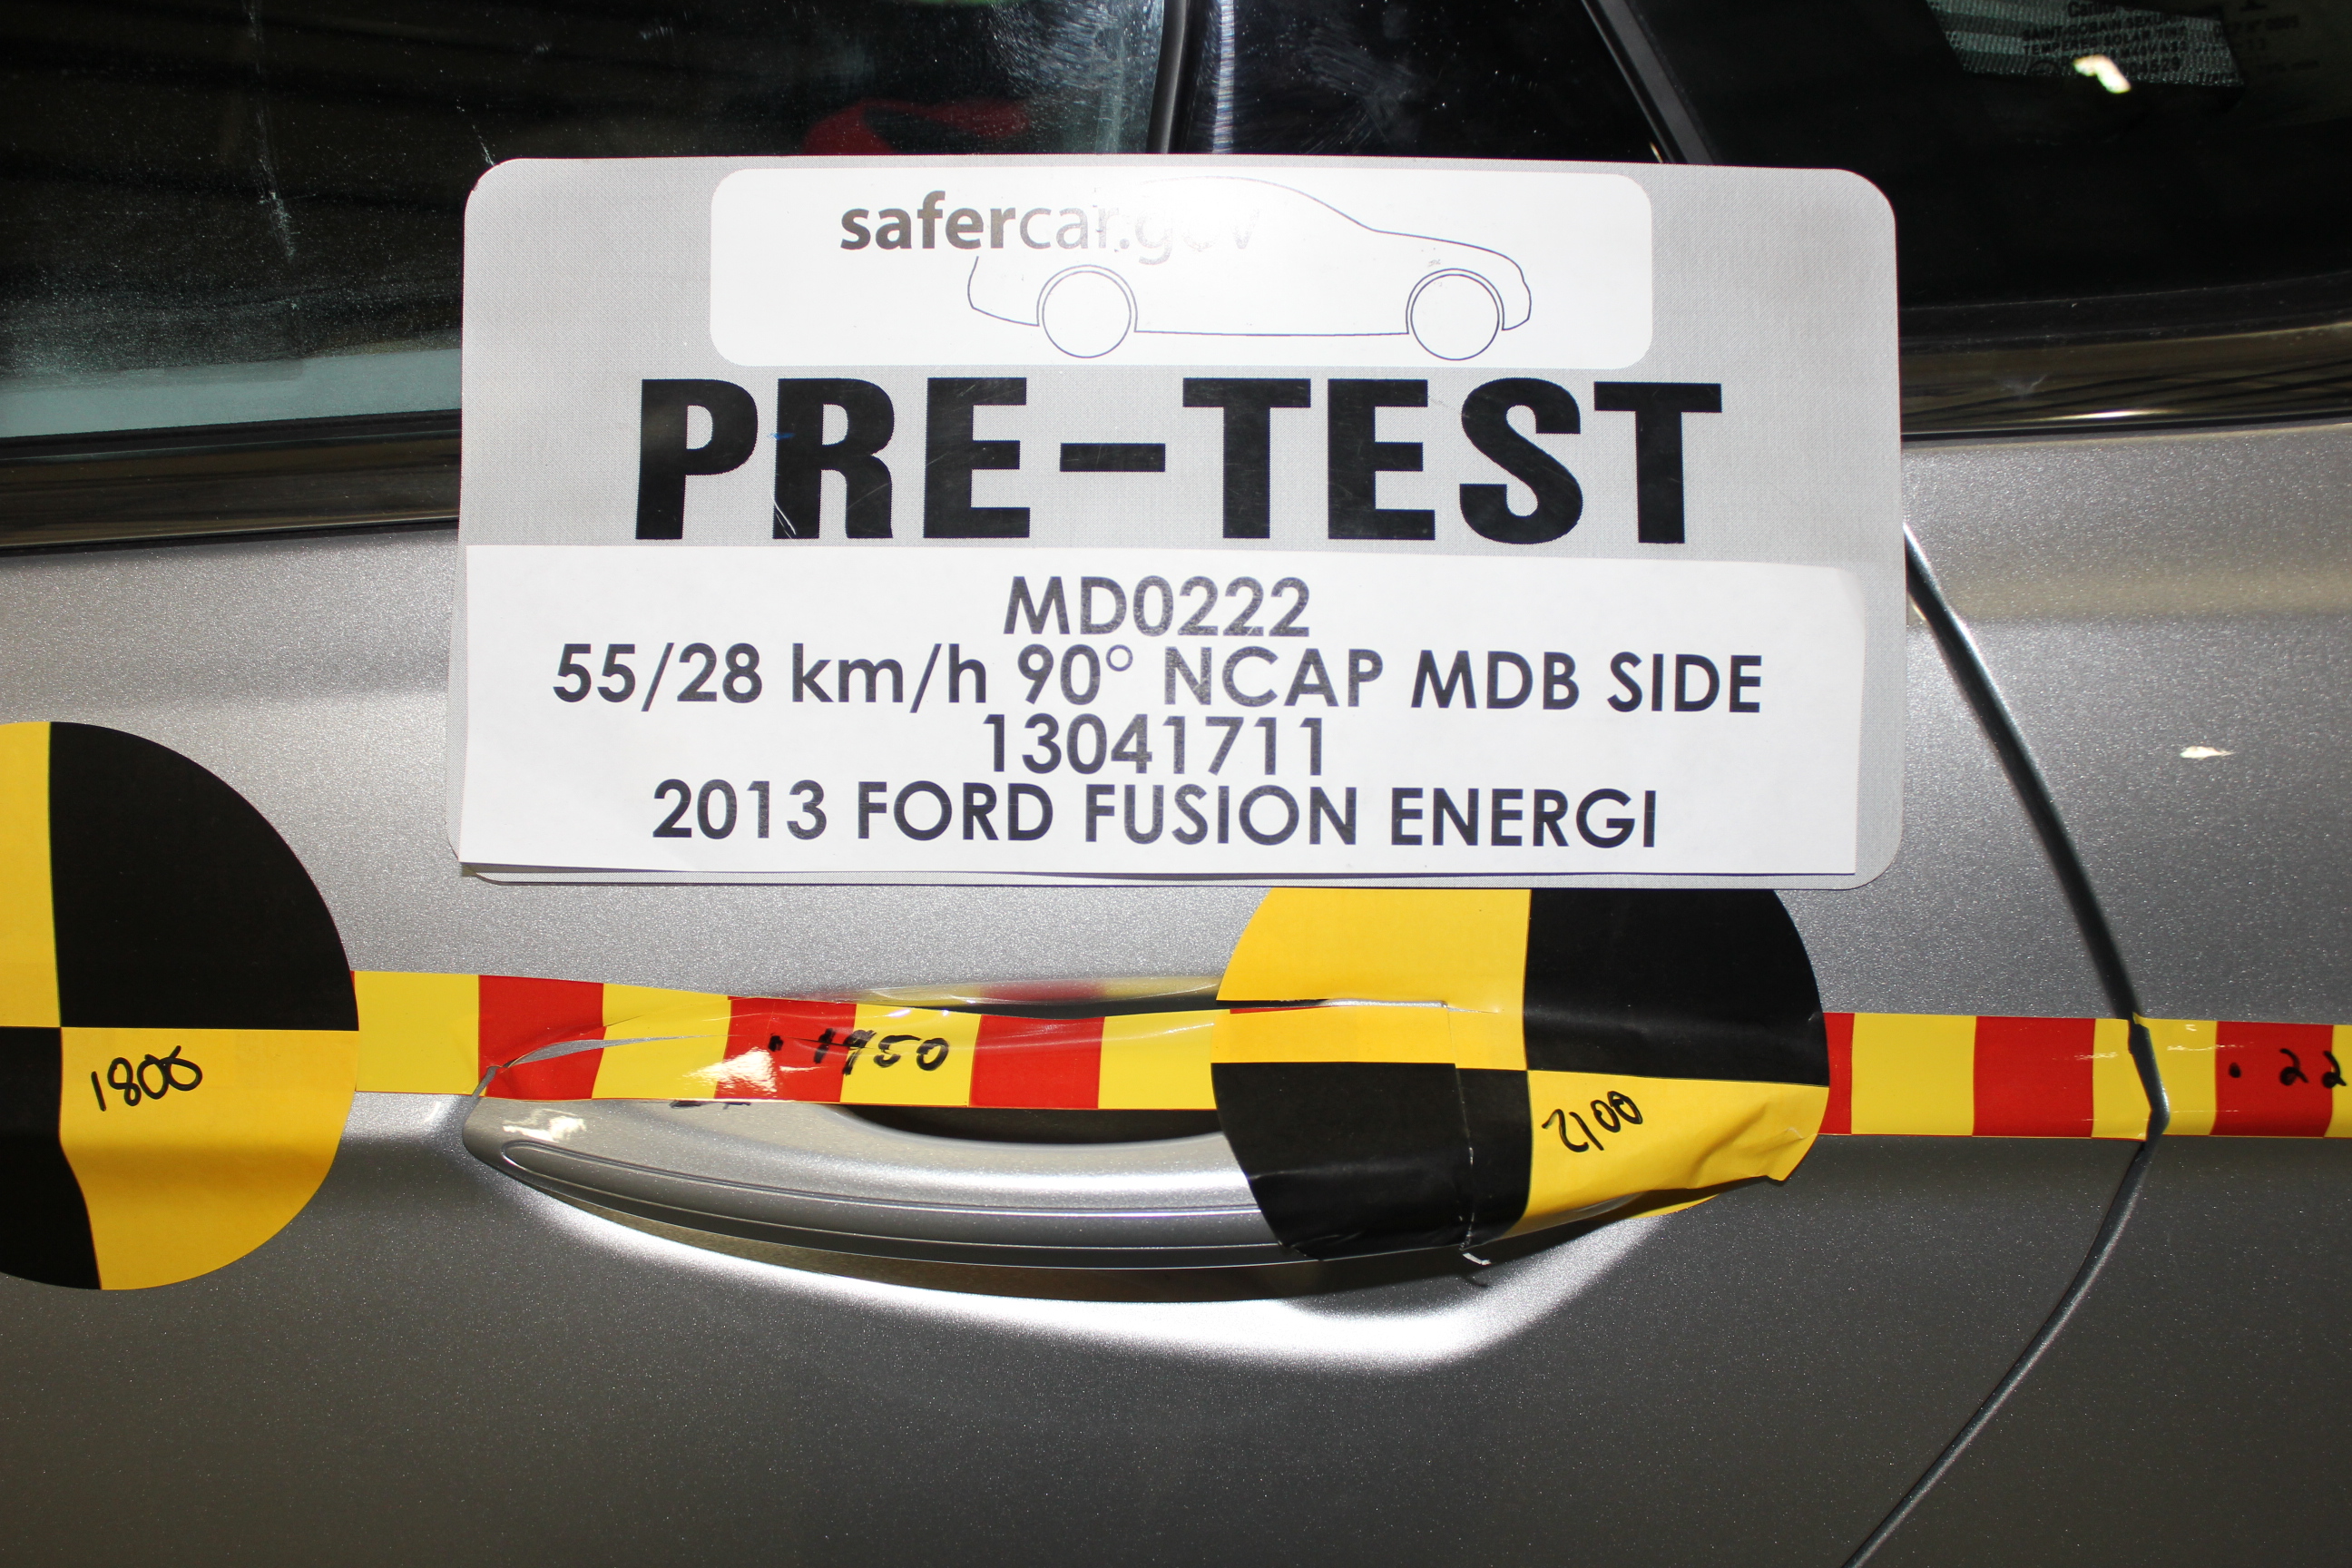 safercar.gov
PRE-TEST
MD0222
55/28 km/h 90° NCAP MDB SIDE
13041711
2013 FORD FUSION ENERGI
1950
1800
2100
22